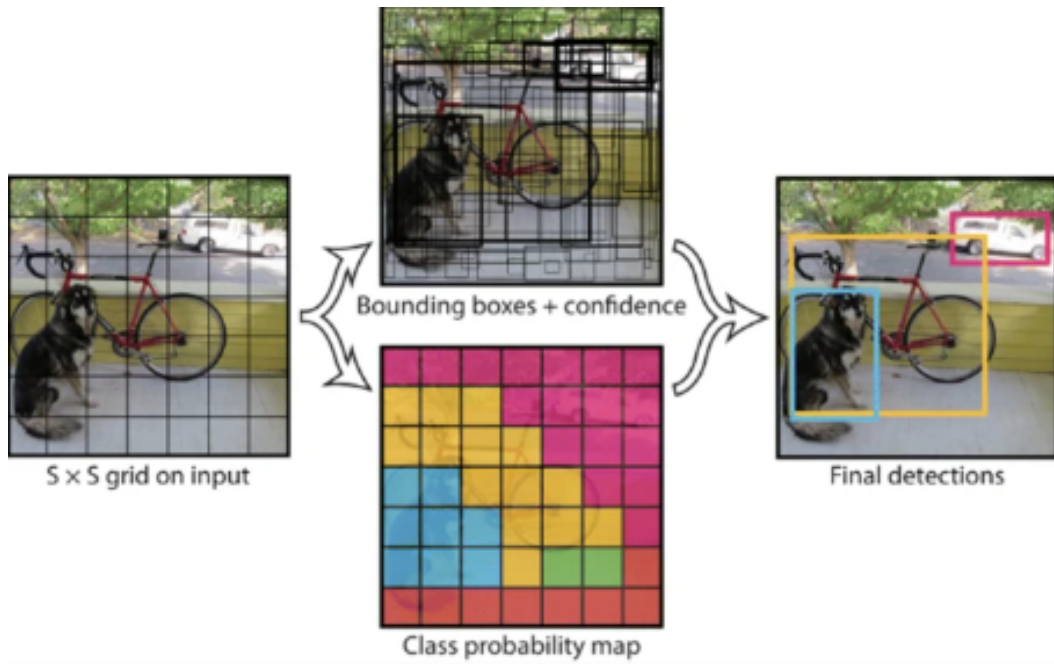 S × S grid on input
Bounding boxes + confidence
Class probability map
Final detections